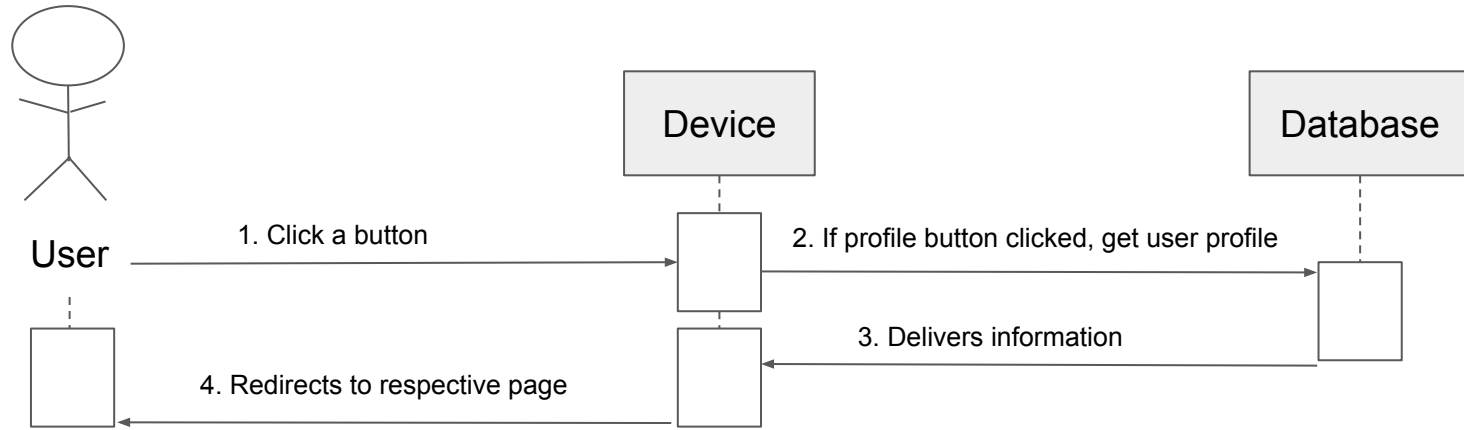 Device
Database
User
1. Click a button
2. If profile button clicked, get user profile
3. Delivers information
4. Redirects to respective page